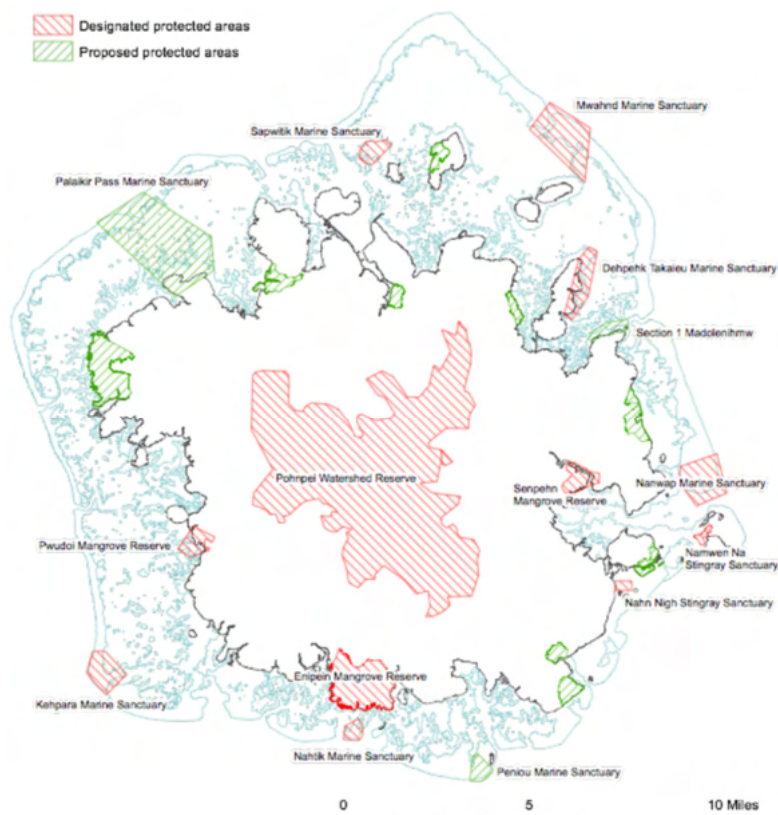 Designated protected areas
Proposed protected areas
Mwahnd Marine Sanctuary
Sapwitik Marine Sanctuary
Palaikir Pass Marine Sanctuary
Dehpehk Takaieu Marine Sanctuary
Section 1 Madolenihmw
Pohnpei Watershed Reserve
Senpehn
Mangrove Reserve
Nanwap Marine Sanctuary
Pwudoi Mangrove Reserve
Namwen Na
Stingray Sanctuary
Nahn Nigh Stingray Sanctuary
Enipein Mangrove Reserve
Kehpara Marine Sanctuary
Nahtik Marine Sanctuary
Peniou Marine Sanctuary
0 5 10 Miles